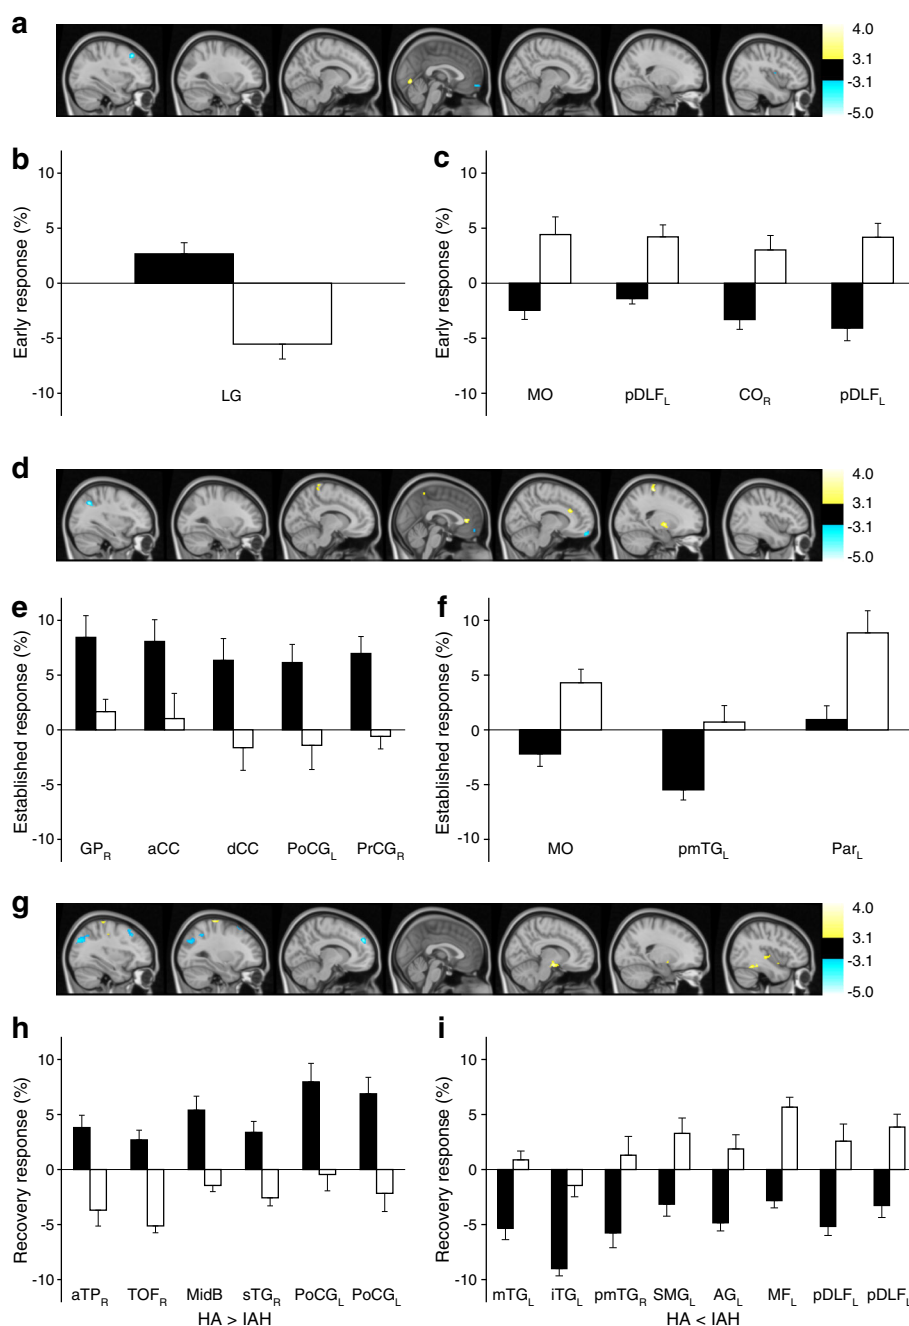 a
4.0
3.1
-3.1
-5.0
b
Early response (%)
10
5
0
-5
-10
LG
c
Early response (%)
10
5
0
-5
-10
MO pDLF_L CO_R pDLF_L
d
4.0
3.1
-3.1
-5.0
e
Established response (%)
10
5
0
-5
-10
GP_R aCC dCC PoCG_L PrCG_R
f
Established response (%)
10
5
0
-5
-10
MO pmTG_L Par_L
g
4.0
3.1
-3.1
-5.0
h
Recovery response (%)
10
5
0
-5
-10
aTP_R TOF_R MidB sTG_R PoCG_L PoCG_L
HA > IAH
i
Recovery response (%)
10
5
0
-5
-10
mTG_L iTG_L pmTG_R SMG_L AG_L MF_L pDLF_L pDLF_L
HA < IAH